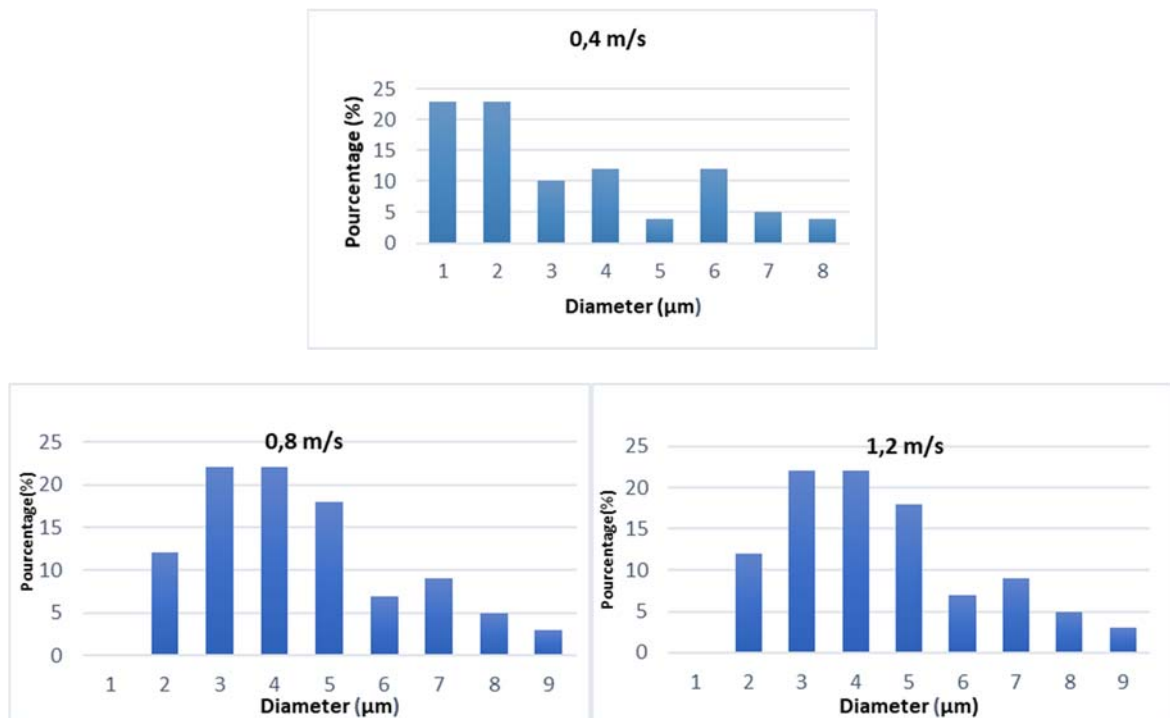 0,4 m/s
Pourcentage (%)
25
20
15
10
5
0
1 2 3 4 5 6 7 8
Diameter (µm)
0,8 m/s
Pourcentage(%)
25
20
15
10
5
0
1 2 3 4 5 6 7 8 9
Diameter (µm)
1,2 m/s
Pourcentage(%)
25
20
15
10
5
0
1 2 3 4 5 6 7 8 9
Diameter (µm)